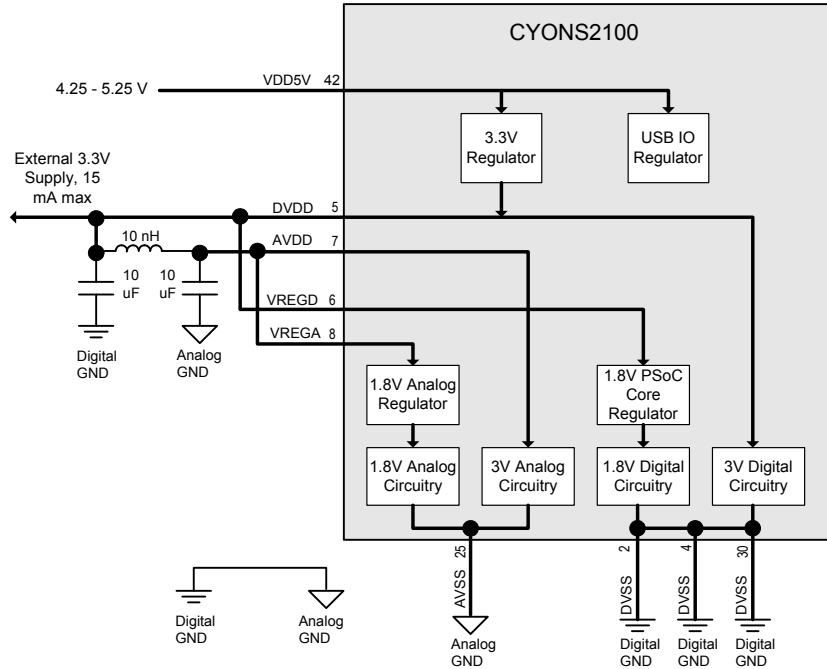 CYONS2100
4.25 - 5.25 V
VDD5V 42
3.3V
Regulator
USB IO
Regulator
External 3.3V
Supply, 15
mA max
DVDD 5
10 nH
AVDD 7
10
uF
10
uF
VREGD 6
VREGA 8
Digital
GND
Analog
GND
1.8V Analog
Regulator
1.8V PSoC
Core
Regulator
1.8V Analog
Circuitry
3V Analog
Circuitry
1.8V Digital
Circuitry
3V Digital
Circuitry
AVSS 25
DVSS 2
DVSS 4
DVSS 30
Digital
GND
Analog
GND
Analog
GND
Digital
GND
Digital
GND
Digital
GND